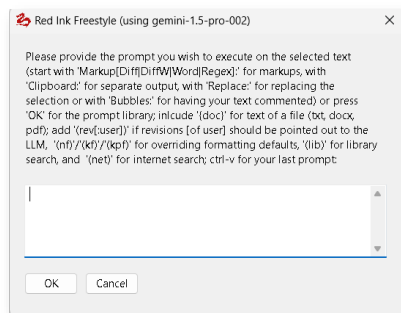 Red Ink Freestyle (using gemini-1.5-pro-002)
Please provide the prompt you wish to execute on the selected text
(start with 'Markup[Diff|DiffW|Word|Regex]:' for markups, with
'Clipboard:' for separate output, with 'Replace:' for replacing the
selection or with 'Bubbles:' for having your text commented) or press
'OK' for the prompt library; inlcude '(doc)' for text of a file (txt, docx,
pdf); add '(rev[:user])' if revisions [of user] should be pointed out to the
LLM, '(nf)'/'(kf)'/'(kpf)' for overriding formatting defaults, '(lib)' for library
search, and '(net)' for internet search; ctrl-v for your last prompt:
OK
Cancel